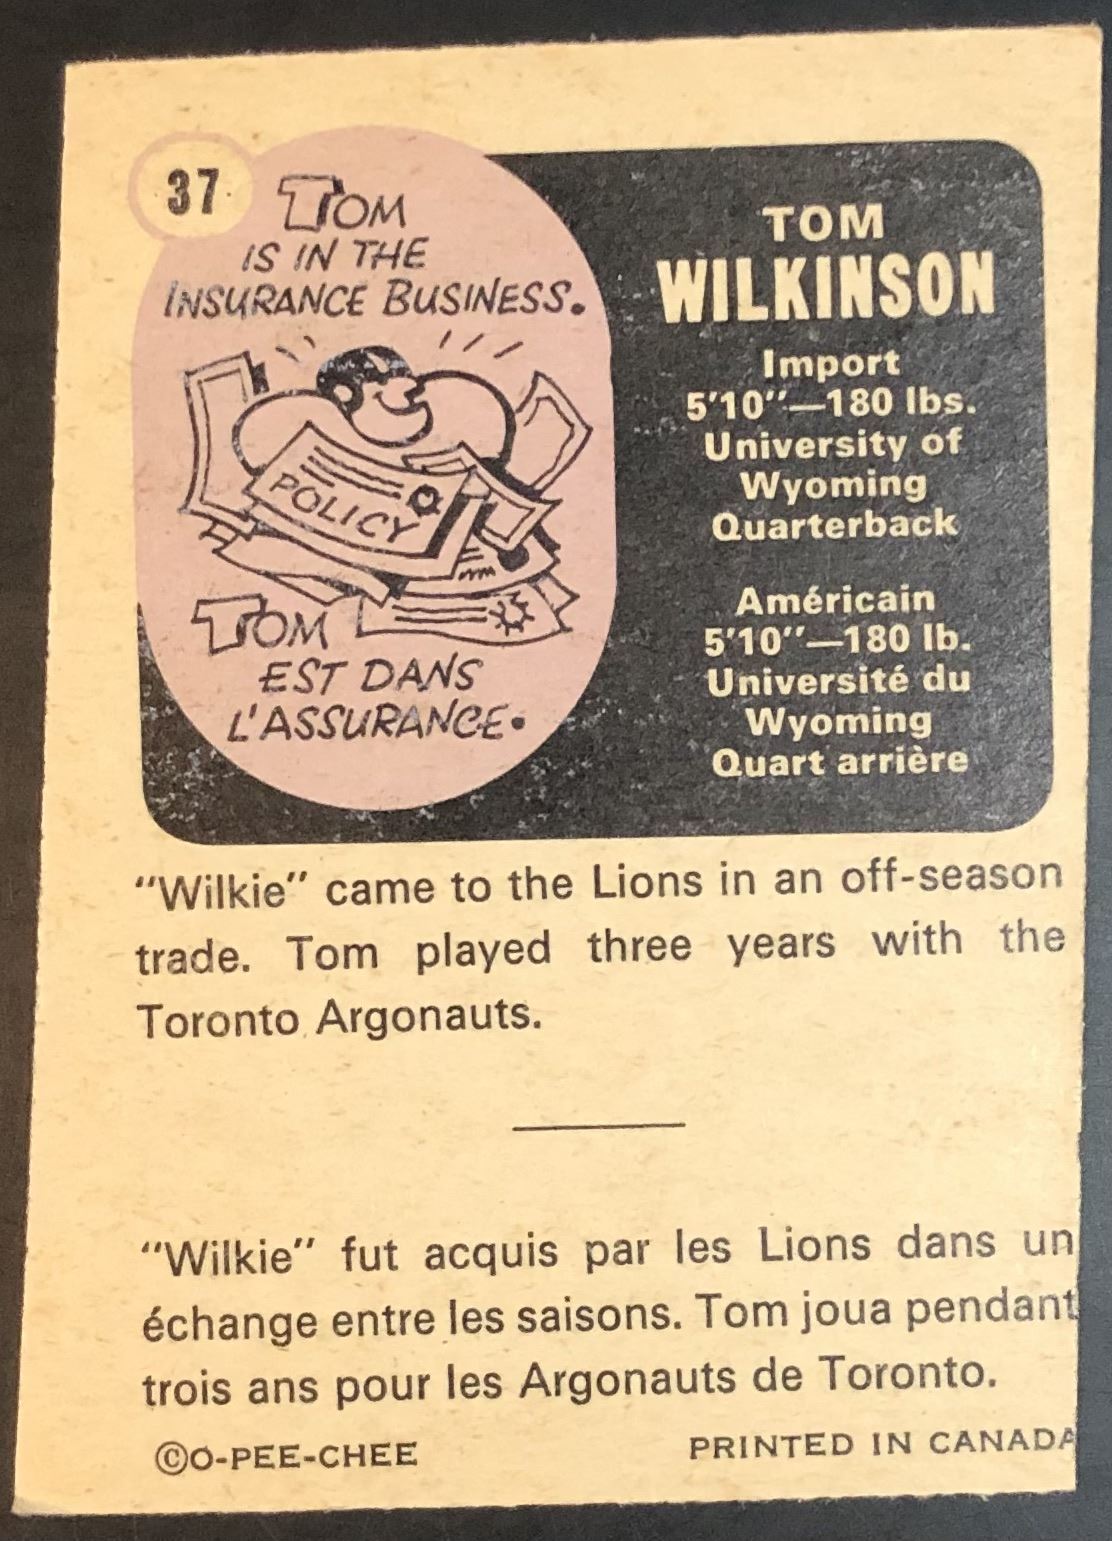 37
TOM
IS IN THE
INSURANCE BUSINESS.
POLICY
TOM
EST DANS
L'ASSURANCE.
TOM
WILKINSON
Import
5'10"—180 lbs.
University of
Wyoming
Quarterback
Américain
5'10"—180 lb.
Université du
Wyoming
Quart arrière
"Wilkie" came to the Lions in an off-season
trade. Tom played three years with the
Toronto Argonauts.
"Wilkie" fut acquis par les Lions dans un
échange entre les saisons. Tom joua pendant
trois ans pour les Argonauts de Toronto.
©O-PEE-CHEE
PRINTED IN CANADA